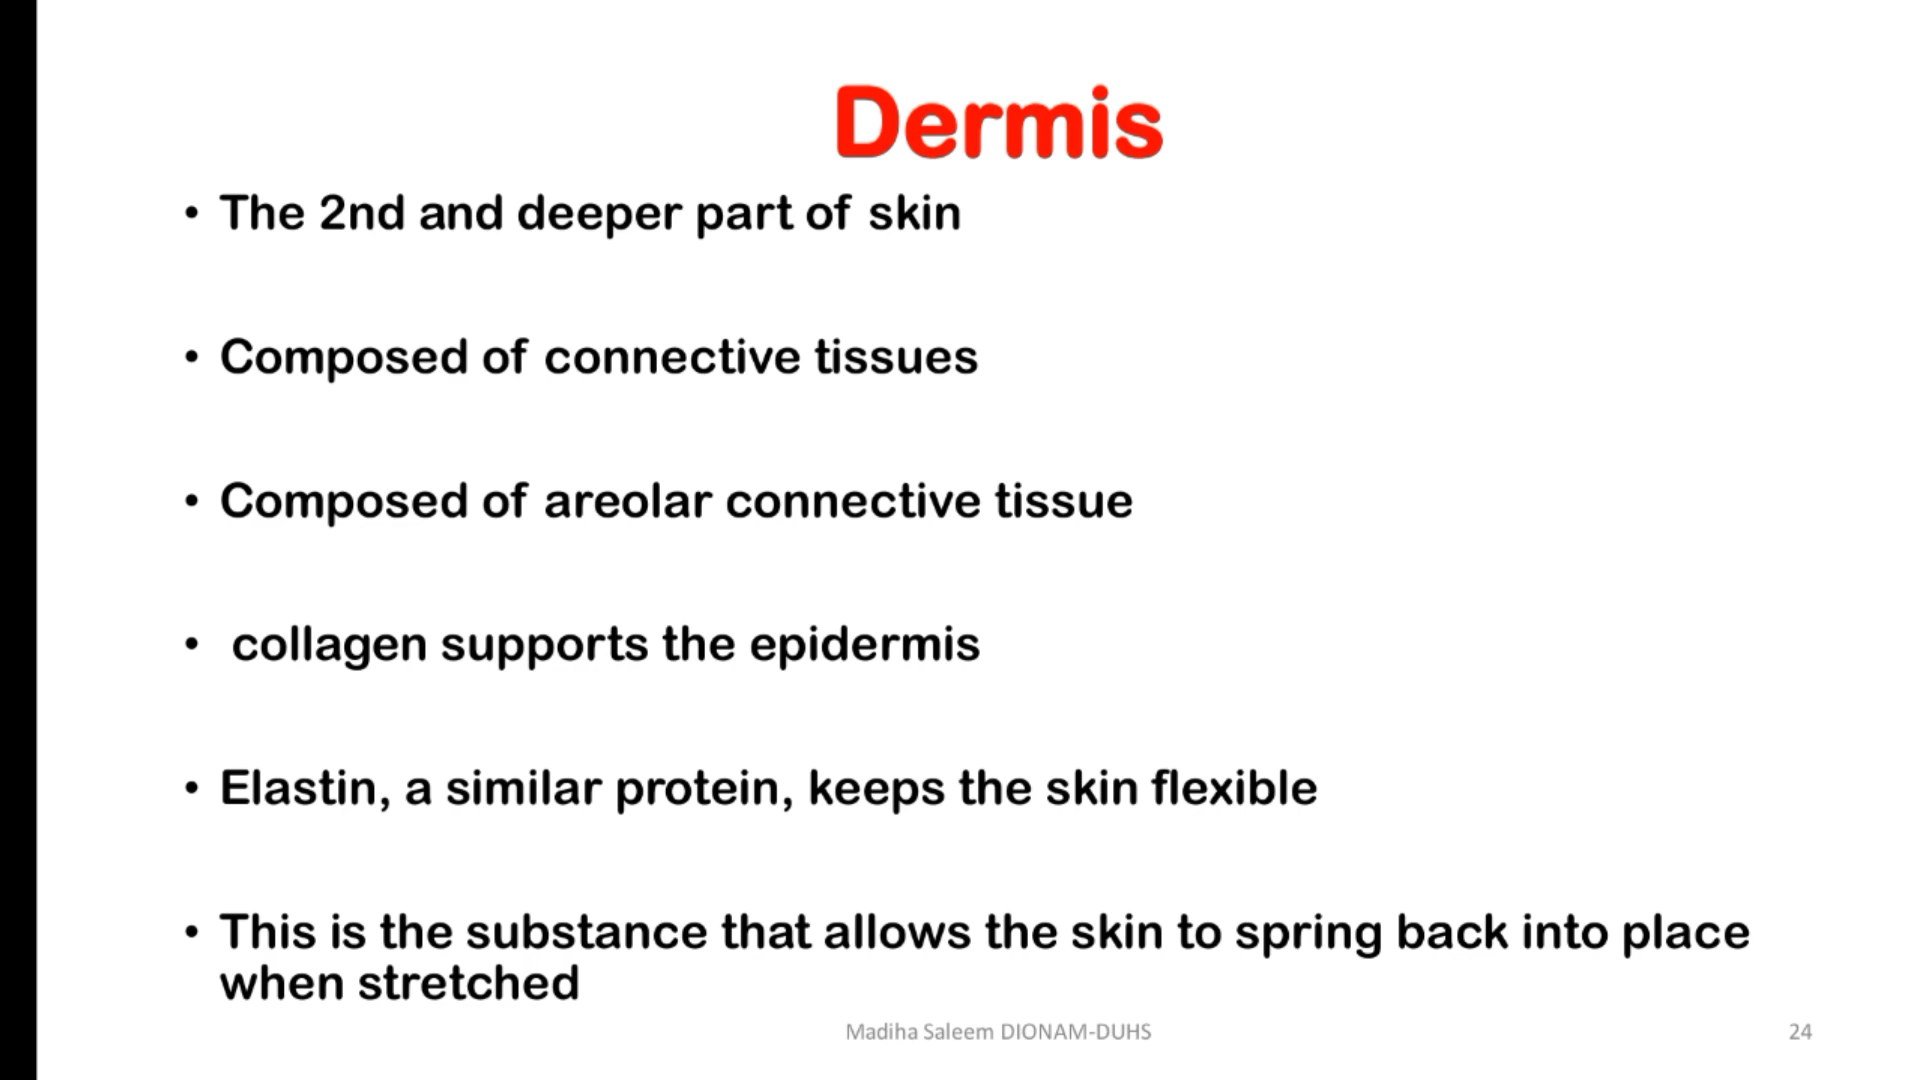 Dermis
• The 2nd and deeper part of skin
• Composed of connective tissues
• Composed of areolar connective tissue
• collagen supports the epidermis
• Elastin, a similar protein, keeps the skin flexible
• This is the substance that allows the skin to spring back into place
when stretched
Madiha Saleem DIONAM-DUHS
24